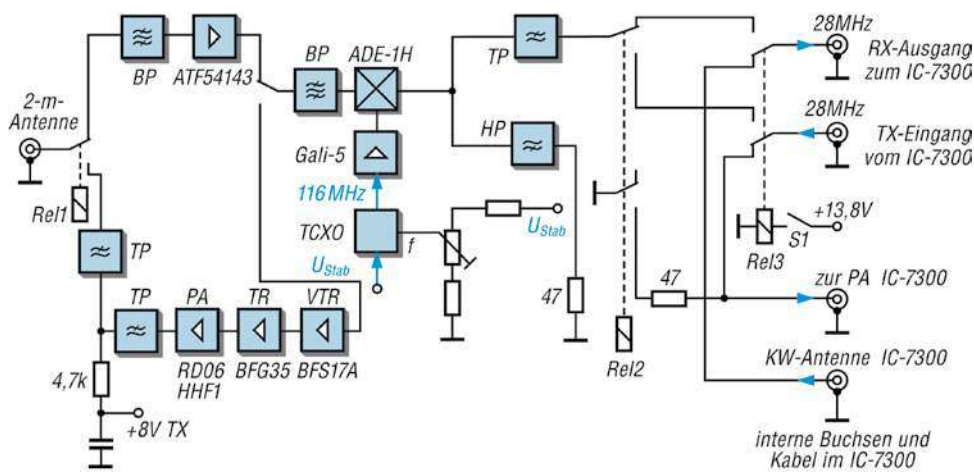 BP
ATF54143
BP
ADE-1H
TP
28MHz
RX-Ausgang
zum IC-7300
2-m-
Antenne
Gali-5
HP
28MHz
TX-Eingang
vom IC-7300
116 MHz
Rel1
TCXO
f
U_Stab
U_Stab
+13,8V
S1
Rel3
TP
47
47
zur PA IC-7300
TP
PA
TR
VTR
RD06
HHF1
BFG35
BFS17A
Rel2
KW-Antenne IC-7300
4,7k
+8V TX
interne Buchsen und
Kabel im IC-7300